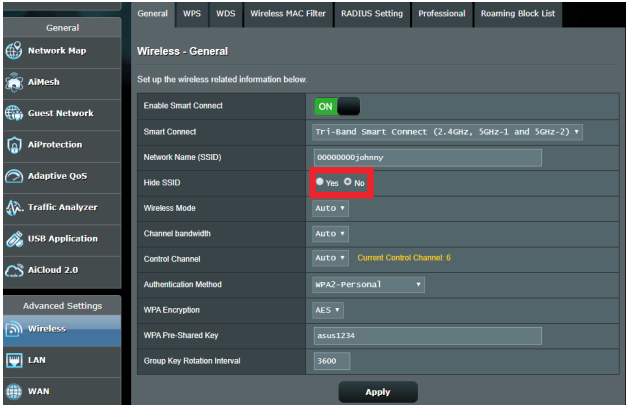 General WPS WDS Wireless MAC Filter RADIUS Setting Professional Roaming Block List
General
Network Map
AiMesh
Guest Network
AiProtection
Adaptive QoS
Traffic Analyzer
USB Application
AiCloud 2.0
Advanced Settings
Wireless
LAN
WAN
Wireless - General
Set up the wireless related information below.
Enable Smart Connect ON
Smart Connect Tri-Band Smart Connect (2.4GHz, 5GHz-1 and 5GHz-2)
Network Name (SSID) 00000000johnny
Hide SSID Yes No
Wireless Mode Auto
Channel bandwidth Auto
Control Channel Auto Current Control Channel: 6
Authentication Method WPA2-Personal
WPA Encryption AES
WPA Pre-Shared Key asus1234
Group Key Rotation Interval 3600
Apply